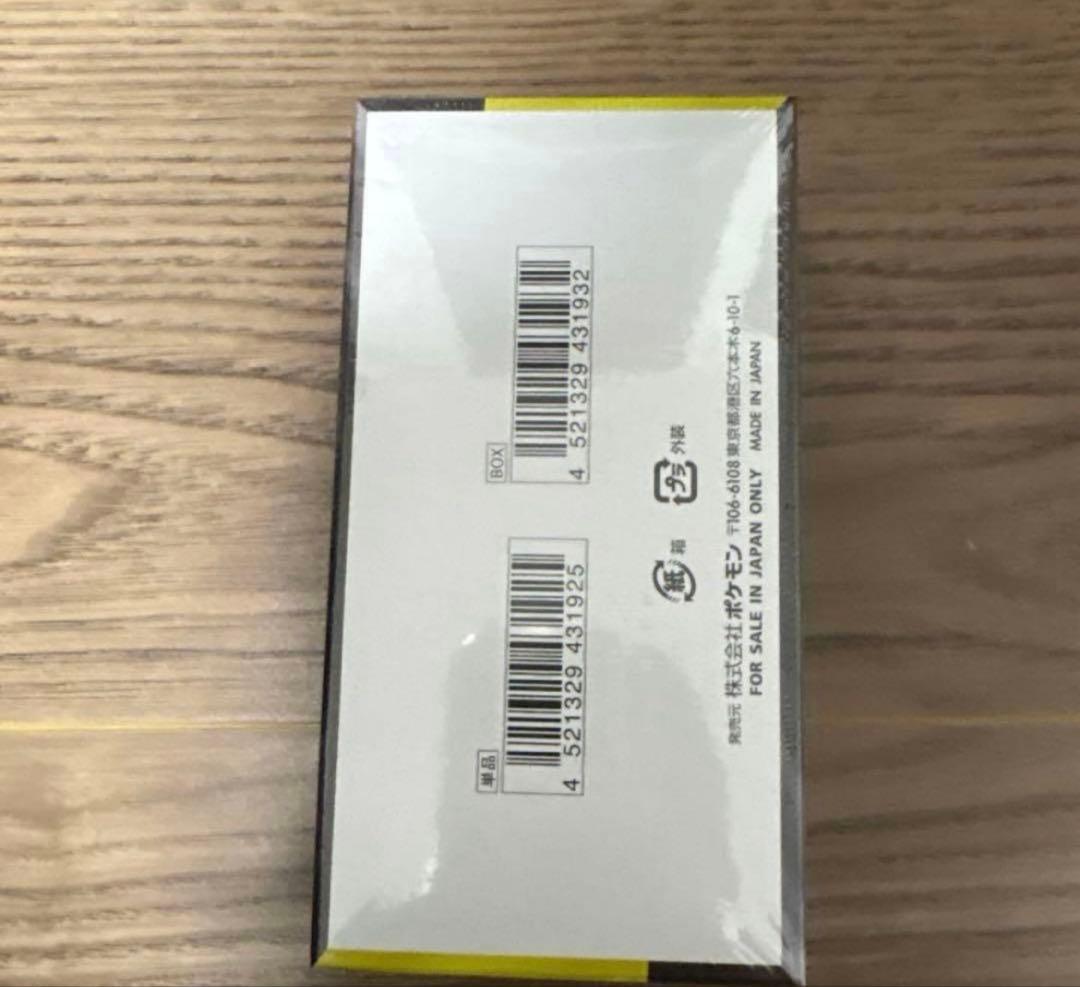 単品
4 521329 431925
BOX
4 521329 431932
紙 箱
プラ 外装
発売元 株式会社ポケモン 〒106-6108 東京都港区六本木6-10-1
FOR SALE IN JAPAN ONLY MADE IN JAPAN